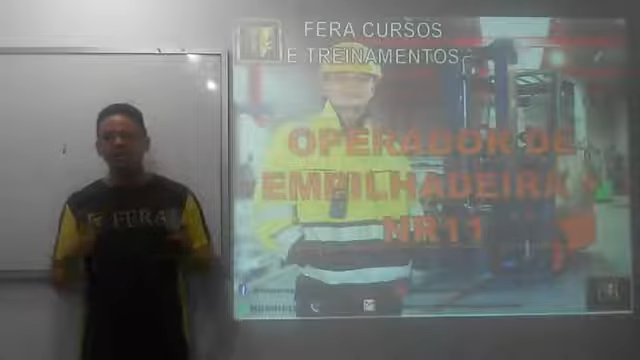 FERA CURSOS
E TREINAMENTOS
OPERADOR DE
EMPILHADEIRA
NR11
FERA